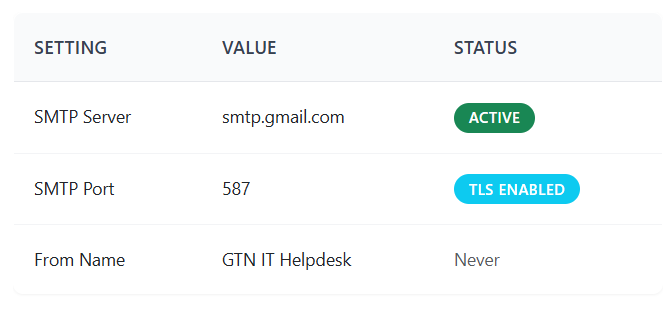 SETTING VALUE STATUS
SMTP Server smtp.gmail.com ACTIVE
SMTP Port 587 TLS ENABLED
From Name GTN IT Helpdesk Never